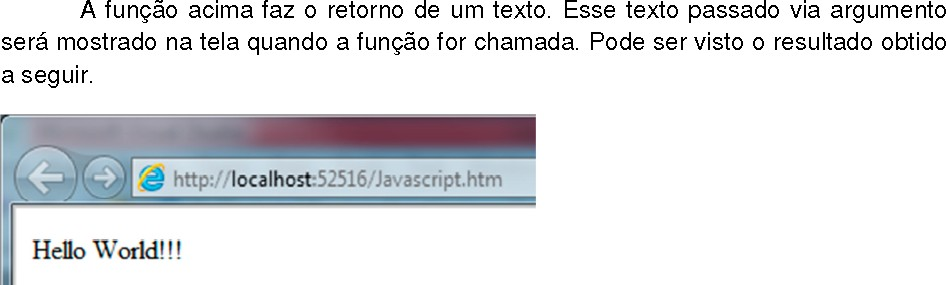 A função acima faz o retorno de um texto. Esse texto passado via argumento
será mostrado na tela quando a função for chamada. Pode ser visto o resultado obtido
a seguir.
http://localhost:52516/Javascript.htm
Hello World!!!